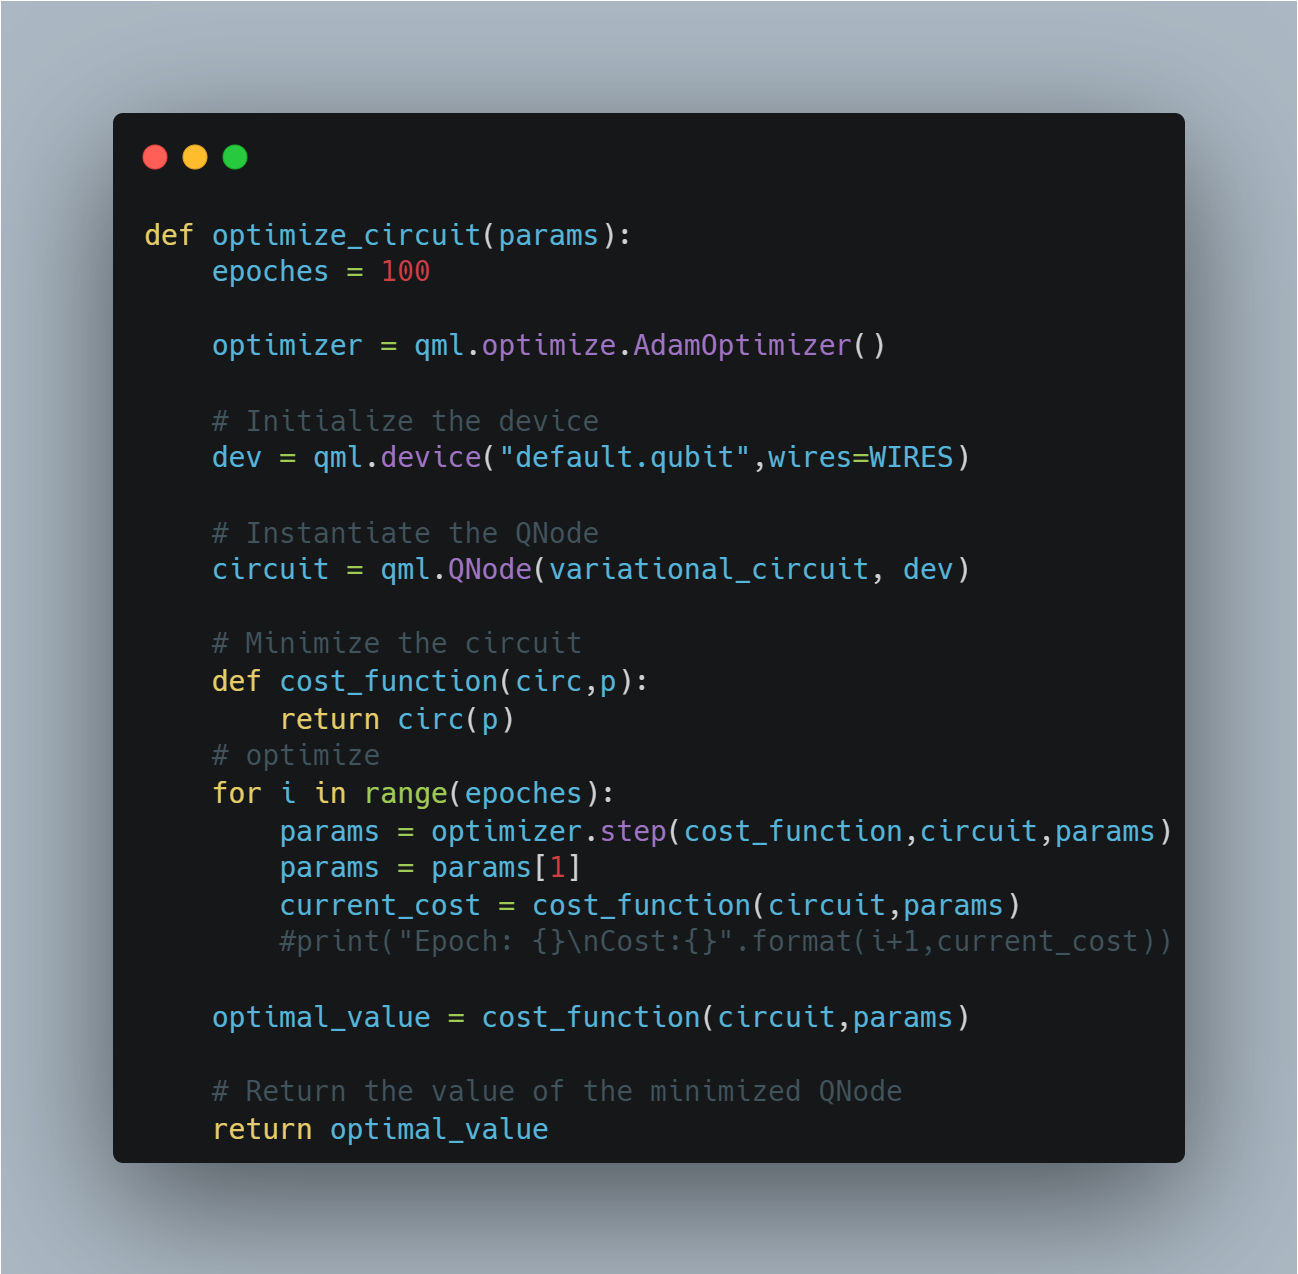 def optimize_circuit(params):
    epoches = 100

    optimizer = qml.optimize.AdamOptimizer()

    # Initialize the device
    dev = qml.device("default.qubit",wires=WIRES)

    # Instantiate the QNode
    circuit = qml.QNode(variational_circuit, dev)

    # Minimize the circuit
    def cost_function(circ,p):
        return circ(p)
    # optimize
    for i in range(epoches):
        params = optimizer.step(cost_function,circuit,params)
        params = params[1]
        current_cost = cost_function(circuit,params)
        #print("Epoch: {}\nCost:{}".format(i+1,current_cost))

    optimal_value = cost_function(circuit,params)

    # Return the value of the minimized QNode
    return optimal_value